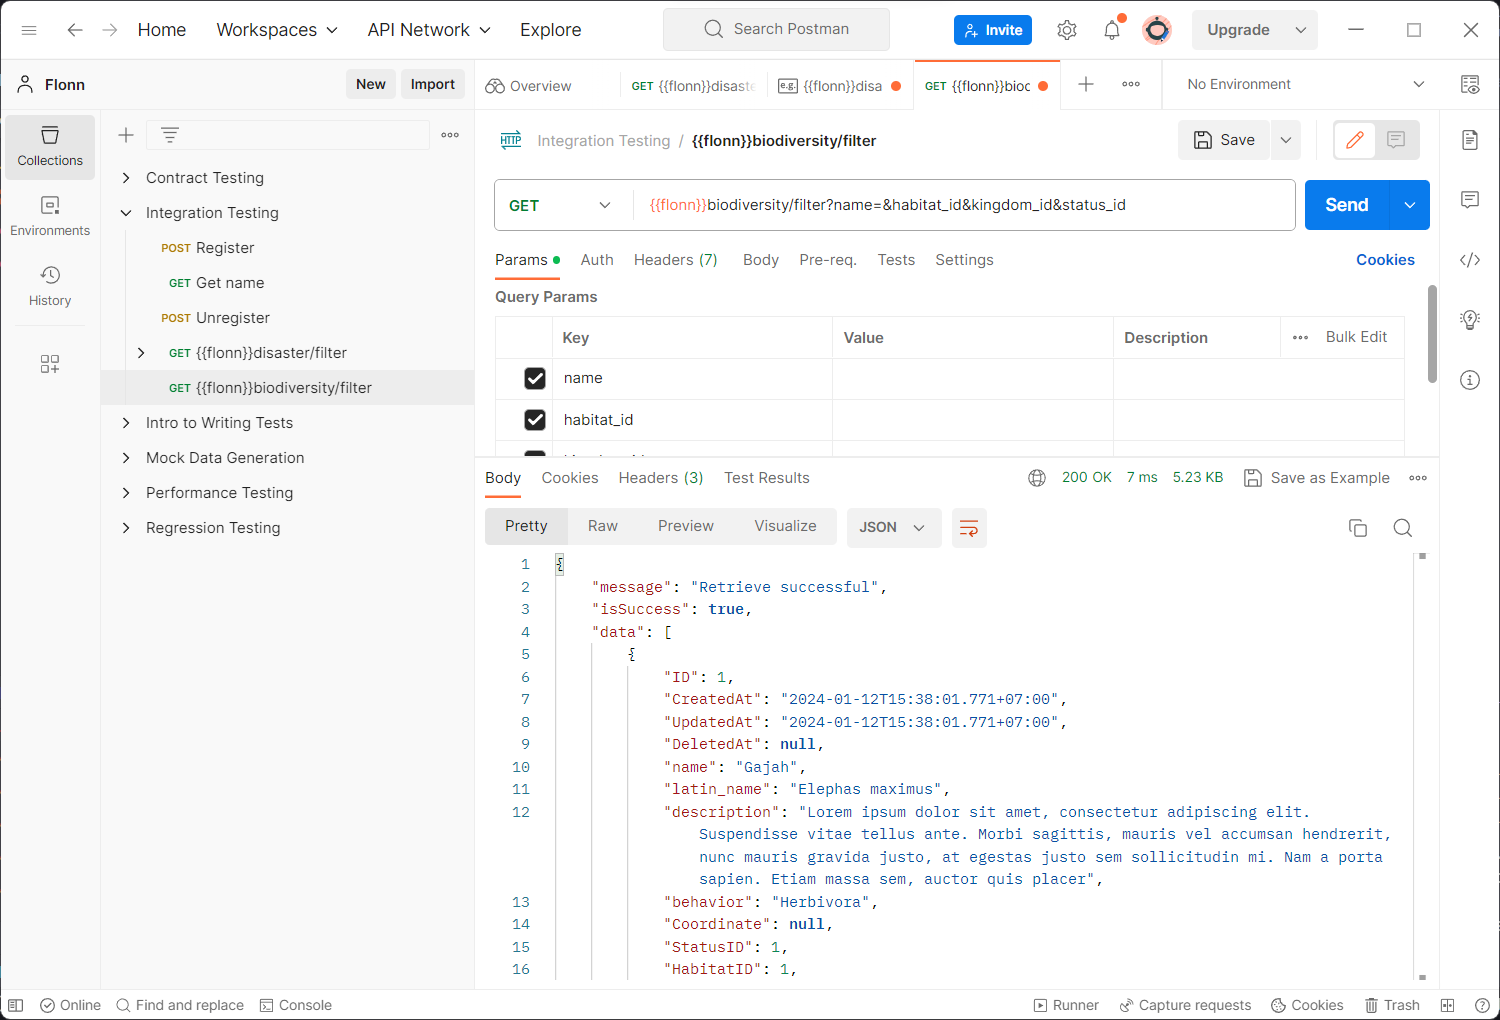 Home Workspaces API Network Explore Search Postman Invite Upgrade
Flonn New Import
Overview GET {{flonn}}disaste e.g. {{flonn}}disa GET {{flonn}}bioc No Environment
Collections
Environments
History
Contract Testing
Integration Testing
POST Register
GET Get name
POST Unregister
GET {{flonn}}disaster/filter
GET {{flonn}}biodiversity/filter
Intro to Writing Tests
Mock Data Generation
Performance Testing
Regression Testing
HTTP Integration Testing / {{flonn}}biodiversity/filter Save
GET {{flonn}}biodiversity/filter?name=&habitat_id&kingdom_id&status_id Send
Params Auth Headers (7) Body Pre-req. Tests Settings Cookies
Query Params
Key Value Description Bulk Edit
name
habitat_id
Body Cookies Headers (3) Test Results 200 OK 7 ms 5.23 KB Save as Example
Pretty Raw Preview Visualize JSON
1 {
2 "message": "Retrieve successful",
3 "isSuccess": true,
4 "data": [
5 {
6 "ID": 1,
7 "CreatedAt": "2024-01-12T15:38:01.771+07:00",
8 "UpdatedAt": "2024-01-12T15:38:01.771+07:00",
9 "DeletedAt": null,
10 "name": "Gajah",
11 "latin_name": "Elephas maximus",
12 "description": "Lorem ipsum dolor sit amet, consectetur adipiscing elit.
Suspendisse vitae tellus ante. Morbi sagittis, mauris vel accumsan hendrerit,
nunc mauris gravida justo, at egestas justo sem sollicitudin mi. Nam a porta
sapien. Etiam massa sem, auctor quis placer",
13 "behavior": "Herbivora",
14 "Coordinate": null,
15 "StatusID": 1,
16 "HabitatID": 1,
Online Find and replace Console Runner Capture requests Cookies Trash